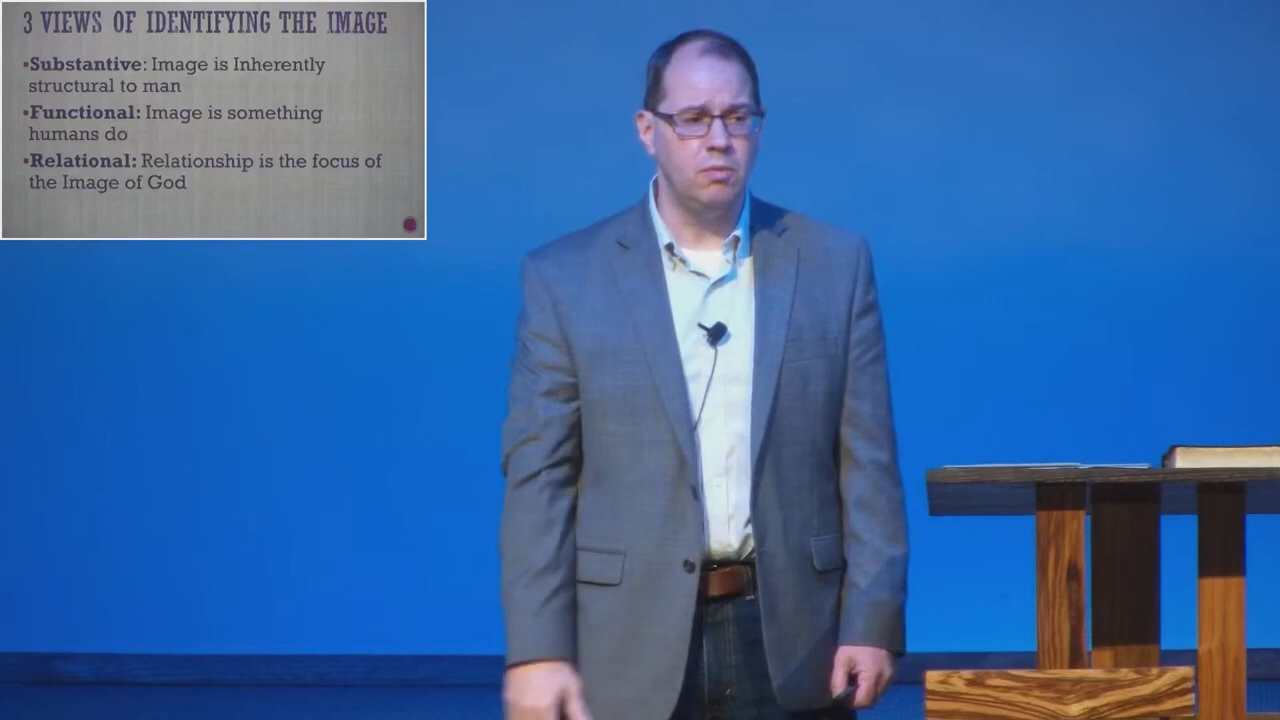 3 VIEWS OF IDENTIFYING THE IMAGE
▪Substantive: Image is Inherently
structural to man
▪Functional: Image is something
humans do
▪Relational: Relationship is the focus of
the Image of God